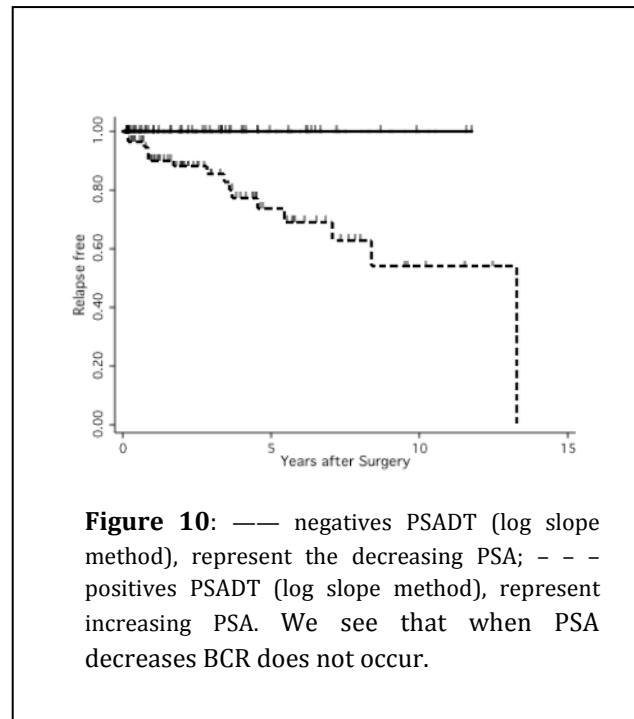 1.00
0.80
0.60
0.40
0.20
0.00
Relapse free
0 5 10 15
Years after Surgery
Figure 10: —— negatives PSADT (log slope
method), represent the decreasing PSA; – – –
positives PSADT (log slope method), represent
increasing PSA. We see that when PSA
decreases BCR does not occur.